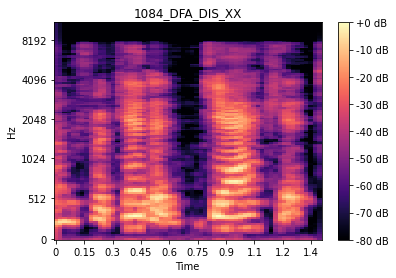 1084_DFA_DIS_XX
+0 dB
8192
-10 dB
4096
-20 dB
-30 dB
2048
Hz
-40 dB
1024
-50 dB
512
-60 dB
-70 dB
0
-80 dB
0 0.15 0.3 0.45 0.6 0.75 0.9 1.1 1.2 1.4
Time